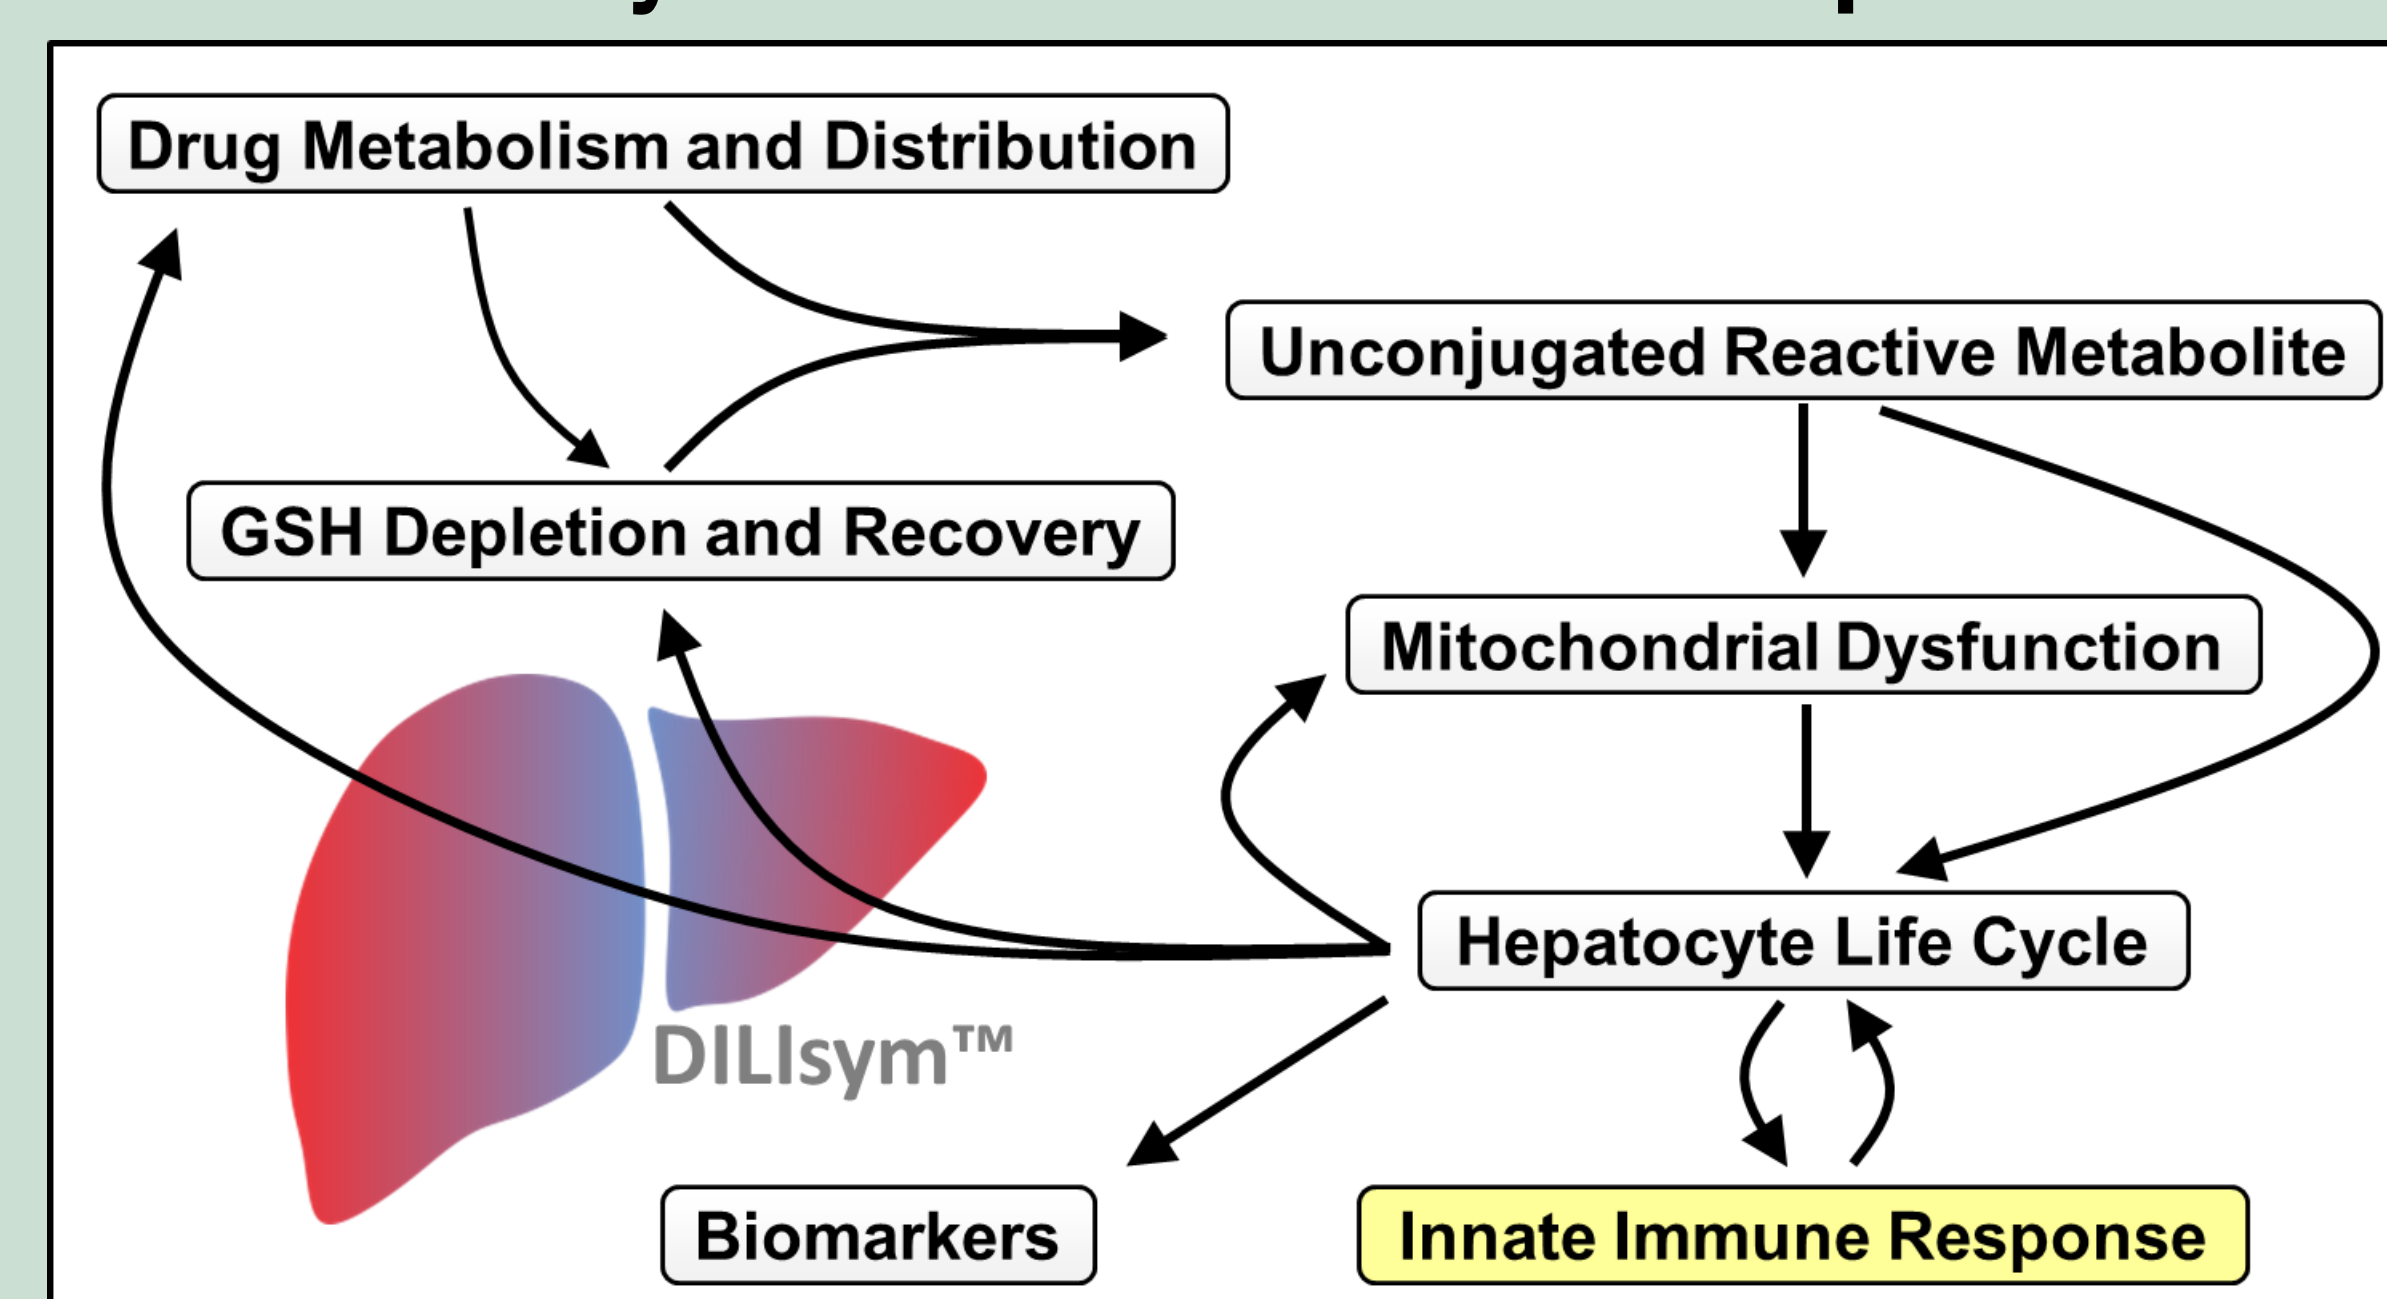 Drug Metabolism and Distribution
Unconjugated Reactive Metabolite
GSH Depletion and Recovery
Mitochondrial Dysfunction
Hepatocyte Life Cycle
DILIsym™
Biomarkers
Innate Immune Response